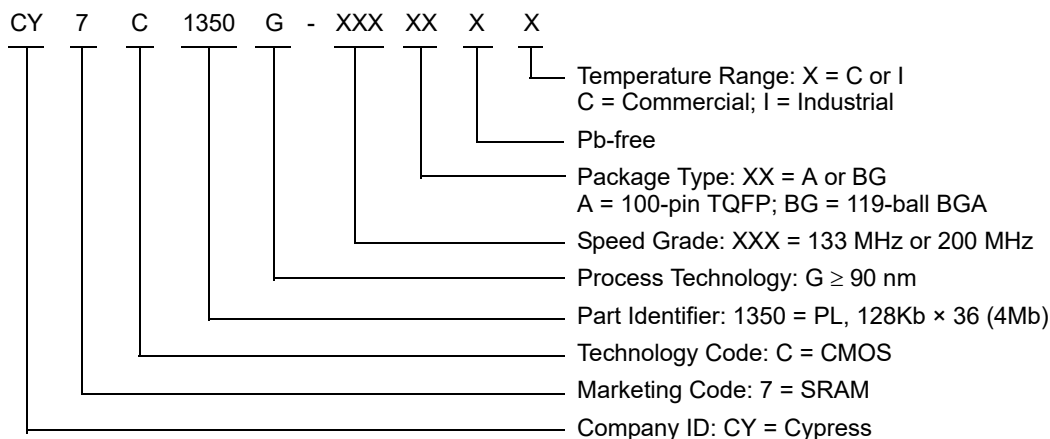 CY 7 C 1350 G - XXX XX X X
Temperature Range: X = C or I
C = Commercial; I = Industrial
Pb-free
Package Type: XX = A or BG
A = 100-pin TQFP; BG = 119-ball BGA
Speed Grade: XXX = 133 MHz or 200 MHz
Process Technology: G ≥ 90 nm
Part Identifier: 1350 = PL, 128Kb × 36 (4Mb)
Technology Code: C = CMOS
Marketing Code: 7 = SRAM
Company ID: CY = Cypress